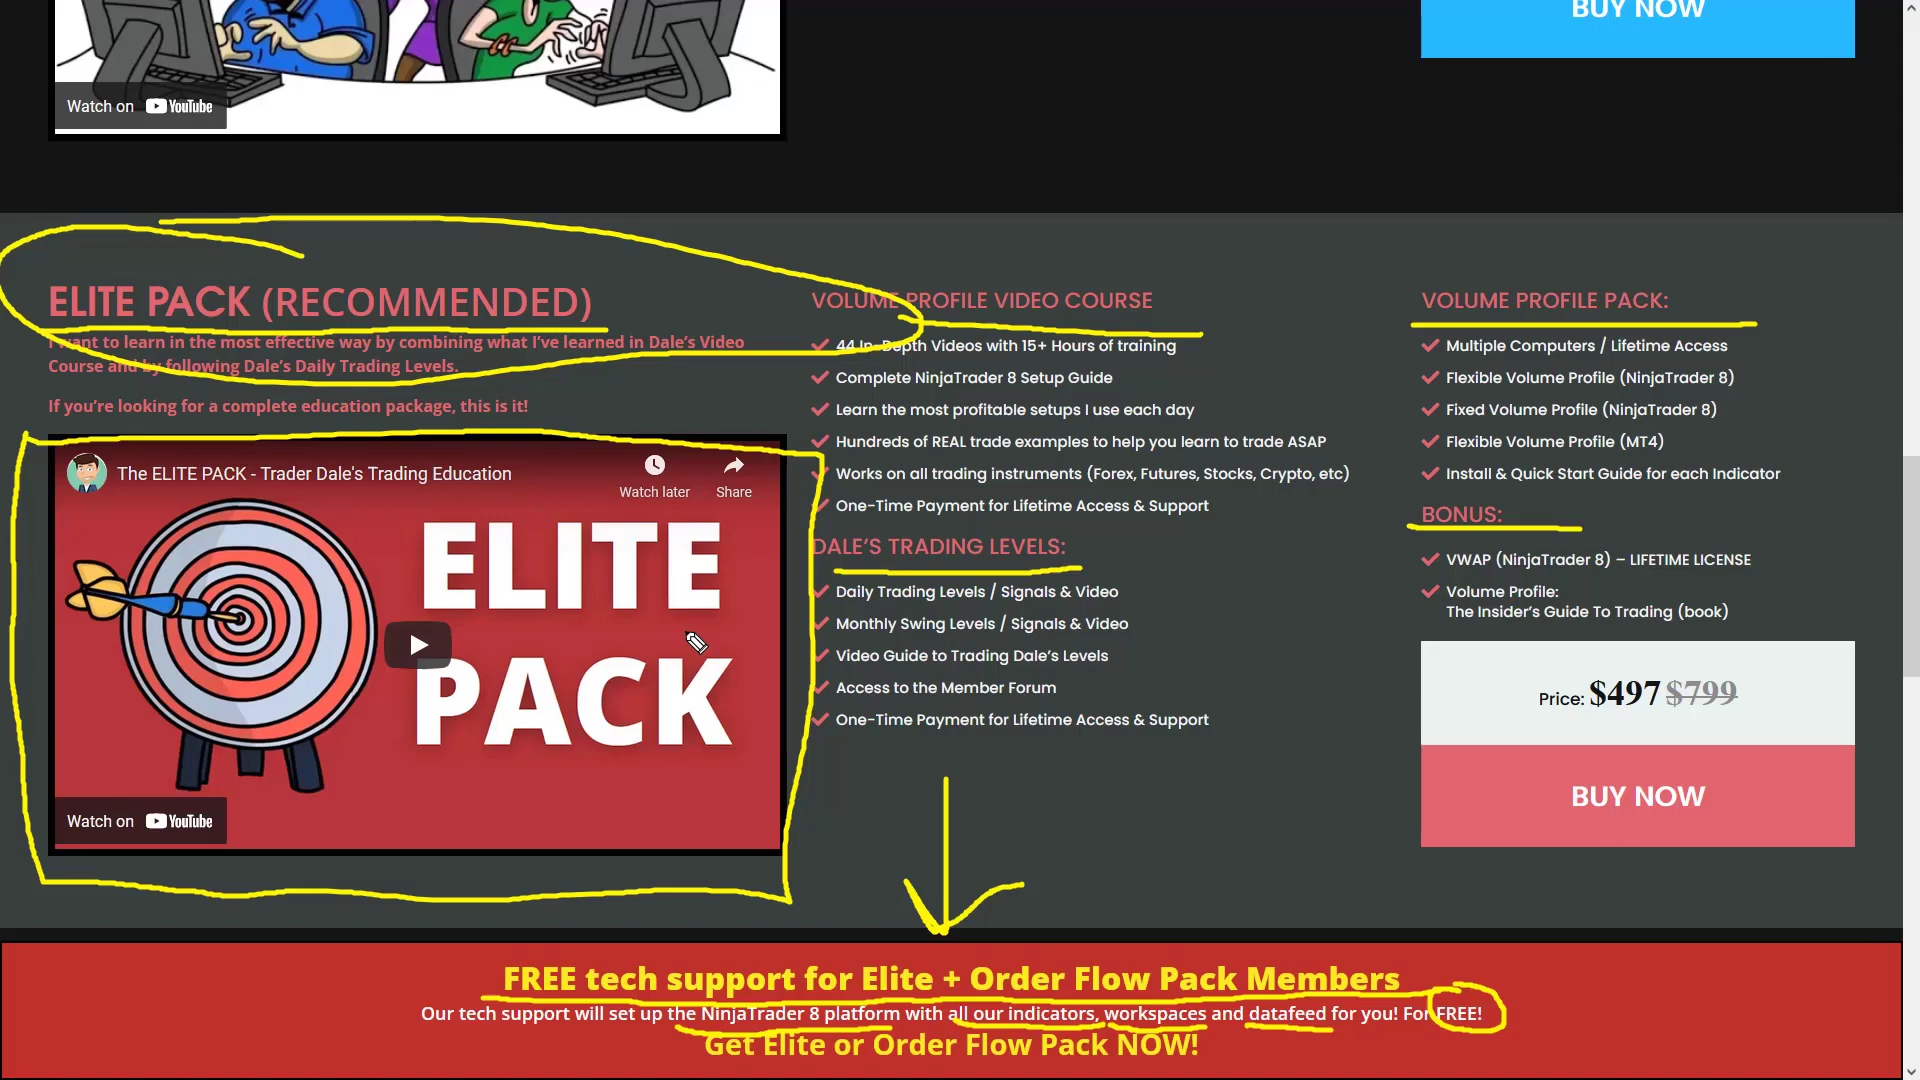 BUY NOW
Watch on YouTube
ELITE PACK (RECOMMENDED)
I want to learn in the most effective way by combining what I've learned in Dale's Video
Course and by following Dale's Daily Trading Levels.
If you're looking for a complete education package, this is it!
The ELITE PACK - Trader Dale's Trading Education
Watch later
Share
ELITE
PACK
Watch on YouTube
VOLUME PROFILE VIDEO COURSE
44 In-Depth Videos with 15+ Hours of training
Complete NinjaTrader 8 Setup Guide
Learn the most profitable setups I use each day
Hundreds of REAL trade examples to help you learn to trade ASAP
Works on all trading instruments (Forex, Futures, Stocks, Crypto, etc)
One-Time Payment for Lifetime Access & Support
DALE'S TRADING LEVELS:
Daily Trading Levels / Signals & Video
Monthly Swing Levels / Signals & Video
Video Guide to Trading Dale's Levels
Access to the Member Forum
One-Time Payment for Lifetime Access & Support
VOLUME PROFILE PACK:
Multiple Computers / Lifetime Access
Flexible Volume Profile (NinjaTrader 8)
Fixed Volume Profile (NinjaTrader 8)
Flexible Volume Profile (MT4)
Install & Quick Start Guide for each Indicator
BONUS:
VWAP (NinjaTrader 8) – LIFETIME LICENSE
Volume Profile:
The Insider's Guide To Trading (book)
Price: $497 $799
BUY NOW
FREE tech support for Elite + Order Flow Pack Members
Our tech support will set up the NinjaTrader 8 platform with all our indicators, workspaces and datafeed for you! For FREE!
Get Elite or Order Flow Pack NOW!